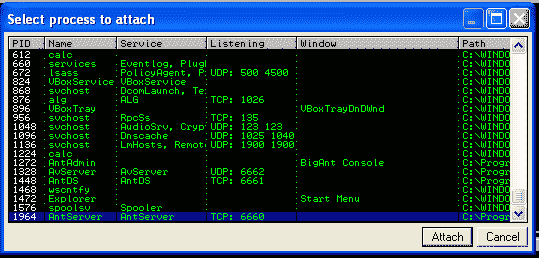 Select process to attach
PID Name Service Listening Window Path
612 calc C:\WINDO
660 services Eventlog, Plugl C:\WINDO
672 lsass PolicyAgent, P UDP: 500 4500 C:\WINDO
824 VBoxService VBoxService C:\WINDO
868 svchost DcomLaunch, Te C:\WINDO
876 alg ALG TCP: 1026 C:\WINDO
896 VBoxTray VBoxTrayDnDWnd C:\WINDO
956 svchost RpcSs TCP: 135 C:\WINDO
1048 svchost AudioSrv, Cryp UDP: 123 123 C:\WINDO
1096 svchost Dnscache UDP: 1025 1040 C:\WINDO
1136 svchost LmHosts, Remot UDP: 1900 1900 C:\WINDO
1224 calc C:\WINDO
1272 AntAdmin BigAnt Console C:\Progr
1328 AvServer AvServer UDP: 6662 C:\Progr
1448 AntDS AntDS TCP: 6661 C:\Progr
1468 wscntfy C:\WINDO
1472 Explorer Start Menu C:\WINDO
1576 spoolsv Spooler C:\WINDO
1964 AntServer AntServer TCP: 6660 C:\Progr
Attach Cancel